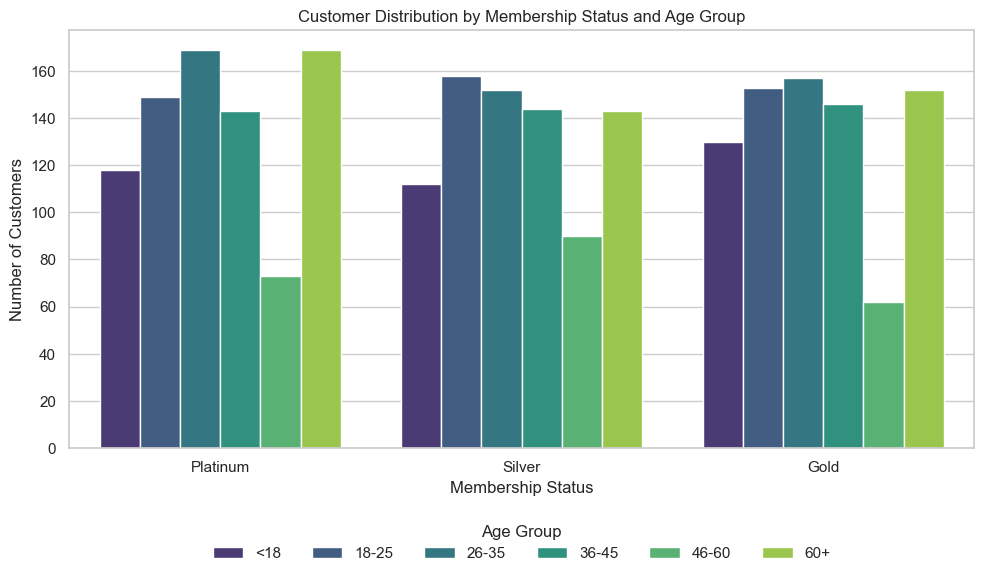 Customer Distribution by Membership Status and Age Group
Number of Customers
160
140
120
100
80
60
40
20
0
Platinum Silver Gold
Membership Status
Age Group
<18 18-25 26-35 36-45 46-60 60+